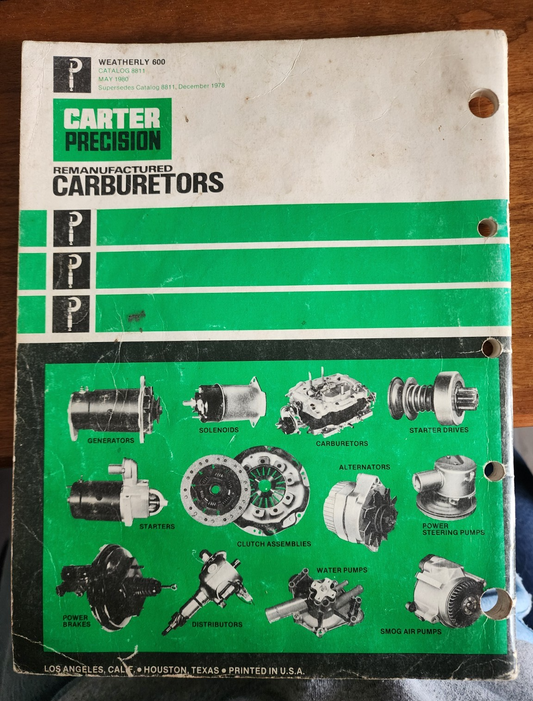 WEATHERLY 600
CATALOG 8811
MAY 1980
Supersedes Catalog 8811, December 1978
CARTER
PRECISION
REMANUFACTURED
CARBURETORS
GENERATORS
SOLENOIDS
CARBURETORS
STARTER DRIVES
STARTERS
CLUTCH ASSEMBLIES
ALTERNATORS
POWER
STEERING PUMPS
POWER
BRAKES
DISTRIBUTORS
WATER PUMPS
SMOG AIR PUMPS
LOS ANGELES, CALIF. ● HOUSTON, TEXAS ● PRINTED IN U.S.A.